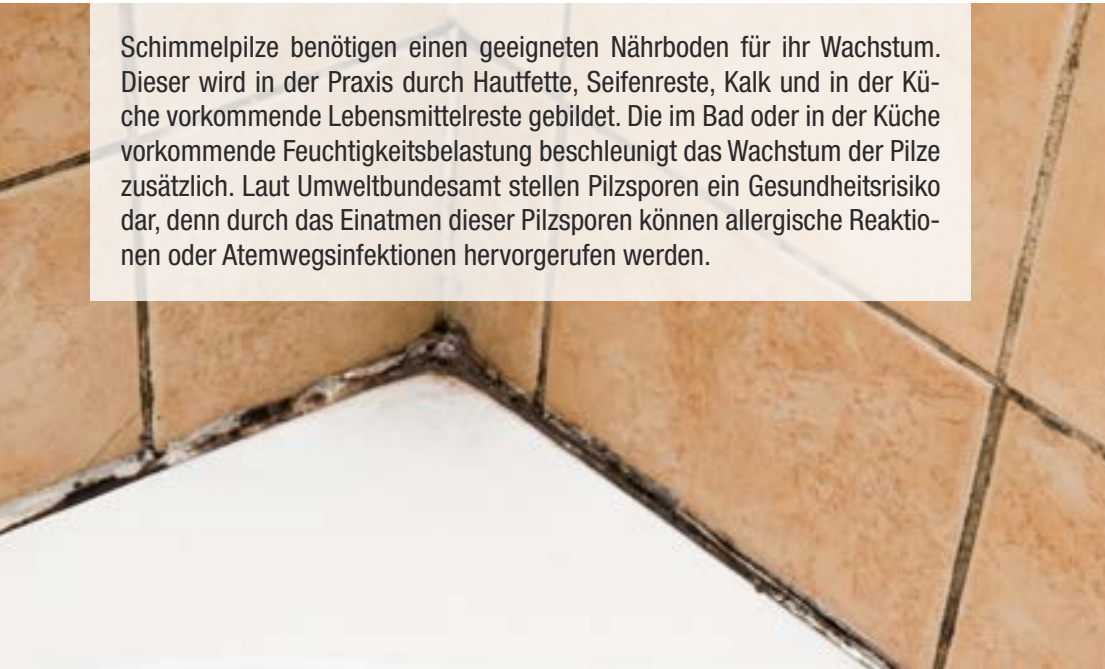 Schimmelpilze benötigen einen geeigneten Nährboden für ihr Wachstum.
Dieser wird in der Praxis durch Hautfette, Seifenreste, Kalk und in der Kü-
che vorkommende Lebensmittelreste gebildet. Die im Bad oder in der Küche
vorkommende Feuchtigkeitsbelastung beschleunigt das Wachstum der Pilze
zusätzlich. Laut Umweltbundesamt stellen Pilzsporen ein Gesundheitsrisiko
dar, denn durch das Einatmen dieser Pilzsporen können allergische Reaktio-
nen oder Atemwegsinfektionen hervorgerufen werden.